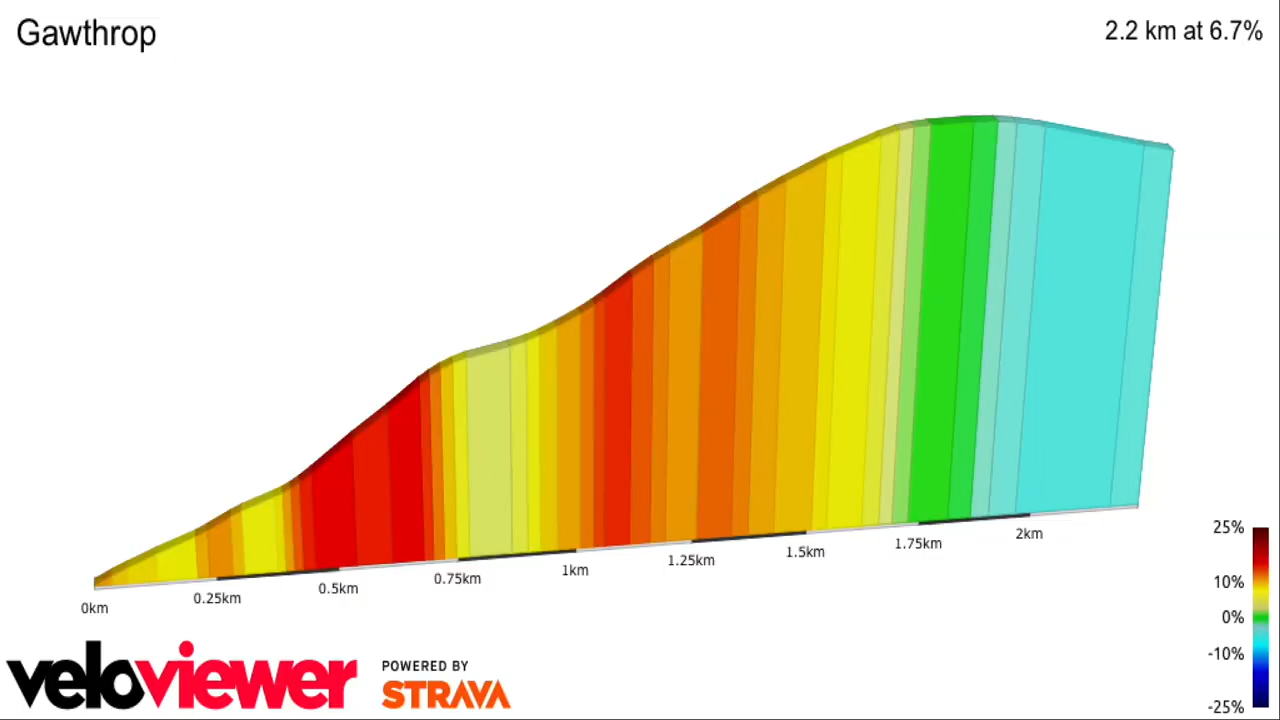 Gawthrop
2.2 km at 6.7%
0km
0.25km
0.5km
0.75km
1km
1.25km
1.5km
1.75km
2km
25%
10%
0%
-10%
-25%
veloviewer
POWERED BY
STRAVA